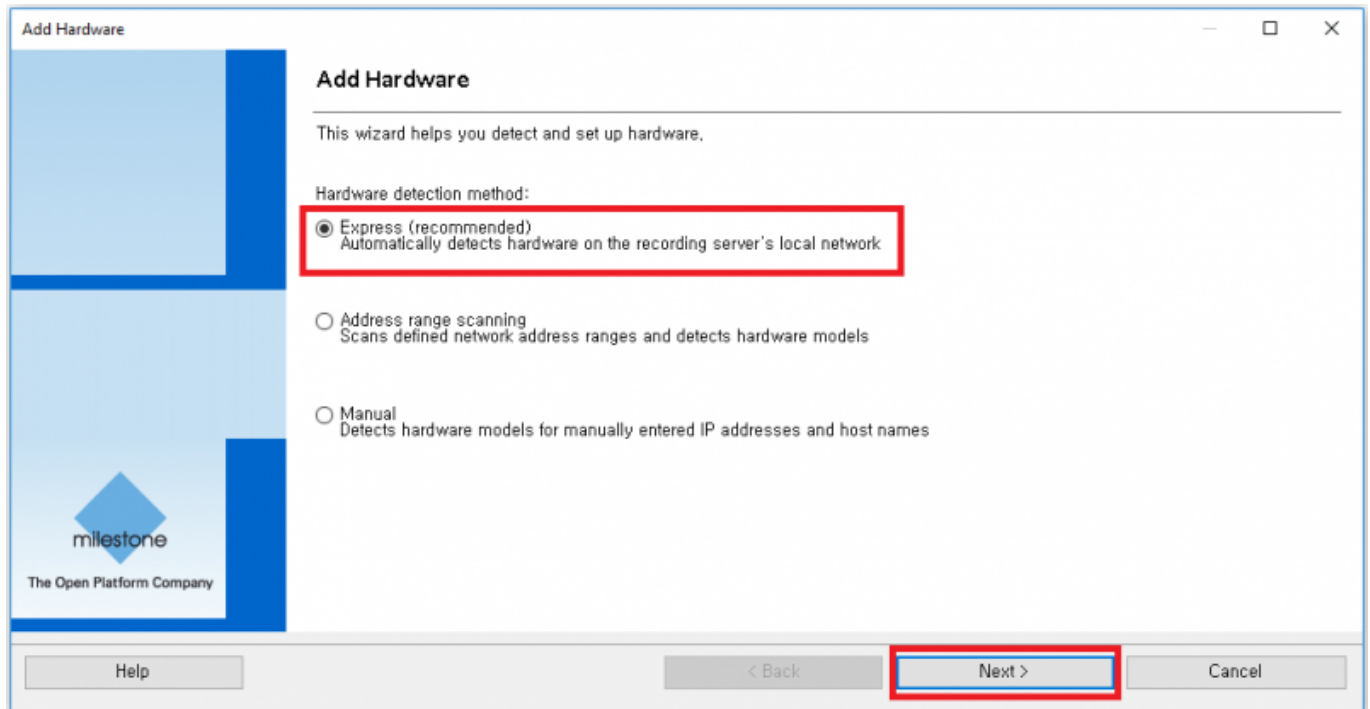 Add Hardware
Add Hardware
This wizard helps you detect and set up hardware,
Hardware detection method:
Express (recommended)
Automatically detects hardware on the recording server's local network
Address range scanning
Scans defined network address ranges and detects hardware models
Manual
Detects hardware models for manually entered IP addresses and host names
milestone
The Open Platform Company
Help
< Back
Next >
Cancel